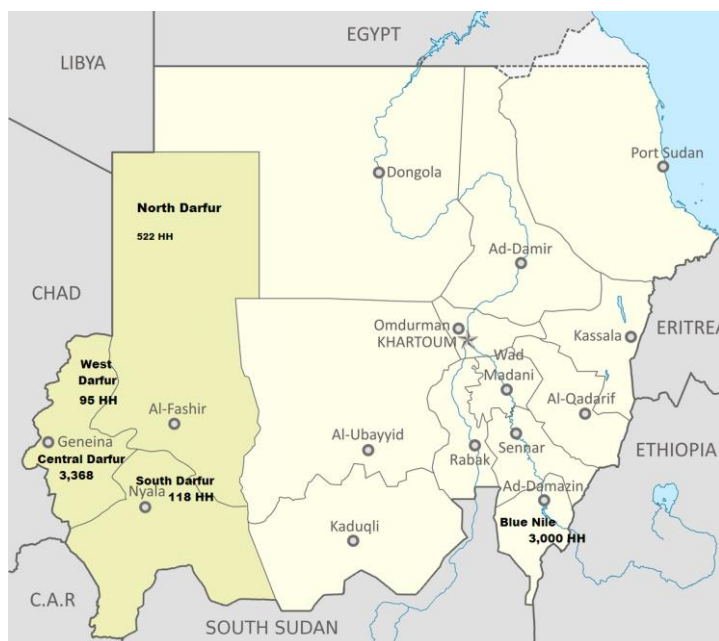 EGYPT
LIBYA
Port Sudan
Dongola
North Darfur
522 HH
Ad-Damir
CHAD
ERITREA
Omdurman
KHARTOUM
Kassala
West
Darfur
95 HH
Wad
Madani
Al-Fashir
Al-Qadarif
Geneina
Al-Ubayyid
Rabak
Sennar
ETHIOPIA
Central Darfur
3,368
South Darfur
118 HH
Nyala
Ad-Damazin
Blue Nile
3,000 HH
Kaduqli
C.A.R
SOUTH SUDAN